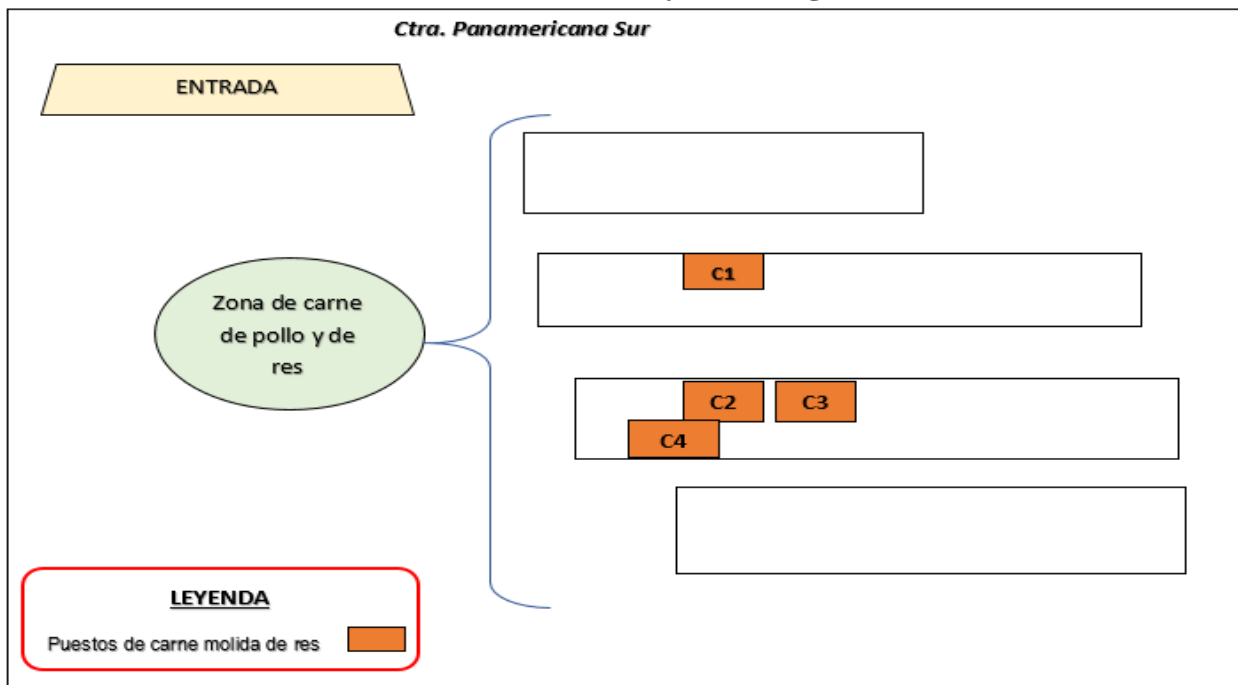 Ctra. Panamericana Sur
ENTRADA
Zona de carne
de pollo y de
res
C1
C2
C3
C4
LEYENDA
Puestos de carne molida de res